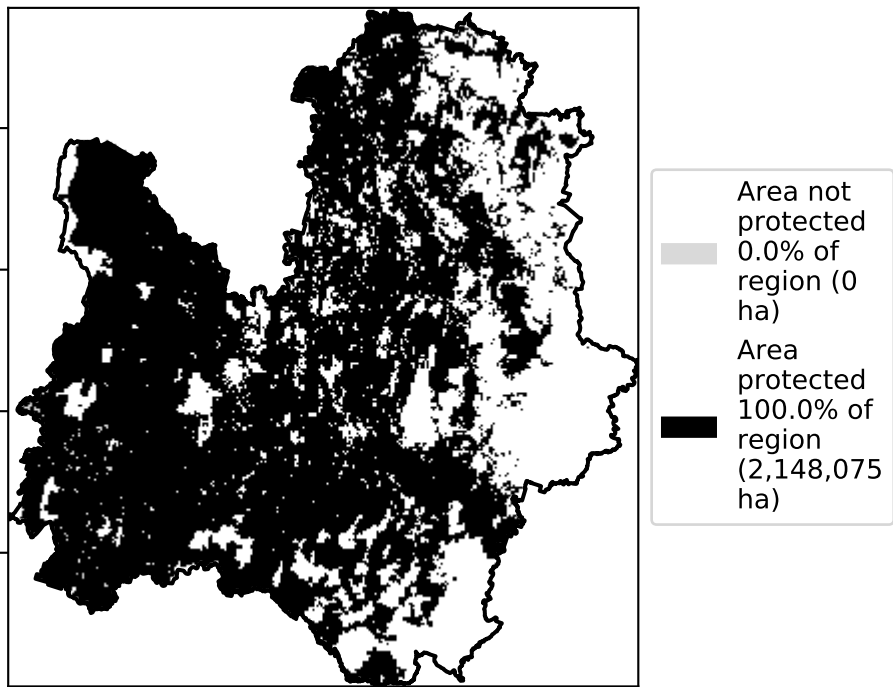 Area not
protected
0.0% of
region (0
ha)
Area
protected
100.0% of
region
(2,148,075
ha)